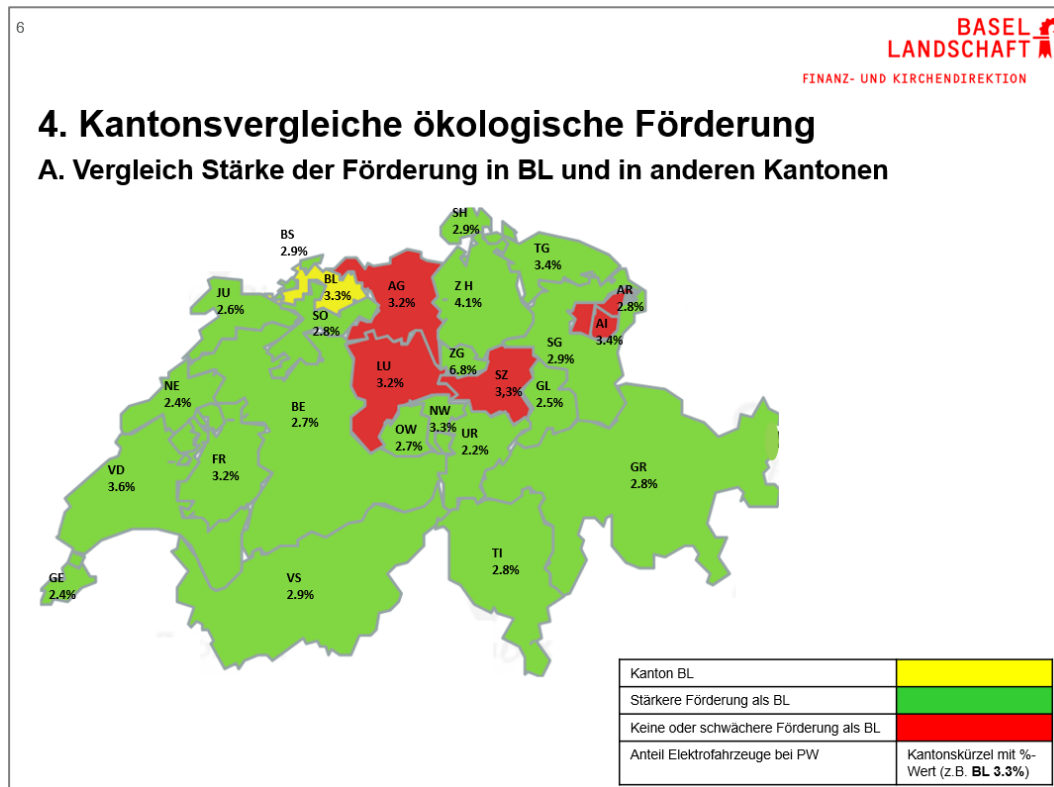 6
BASEL
LANDSCHAFT
FINANZ- UND KIRCHENDIREKTION
4. Kantonsvergleiche ökologische Förderung
A. Vergleich Stärke der Förderung in BL und in anderen Kantonen
SH
2.9%
BS
2.9%
TG
3.4%
BL
3.3%
AG
3.2%
Z H
4.1%
JU
2.6%
AR
2.8%
SO
2.8%
AI
3.4%
SG
2.9%
ZG
6.8%
LU
3.2%
SZ
3,3%
GL
2.5%
NE
2.4%
BE
2.7%
NW
3.3%
OW
2.7%
UR
2.2%
FR
3.2%
VD
3.6%
GR
2.8%
TI
2.8%
GE
2.4%
VS
2.9%
Kanton BL
Stärkere Förderung als BL
Keine oder schwächere Förderung als BL
Anteil Elektrofahrzeuge bei PW
Kantonskürzel mit %-
Wert (z.B. BL 3.3%)